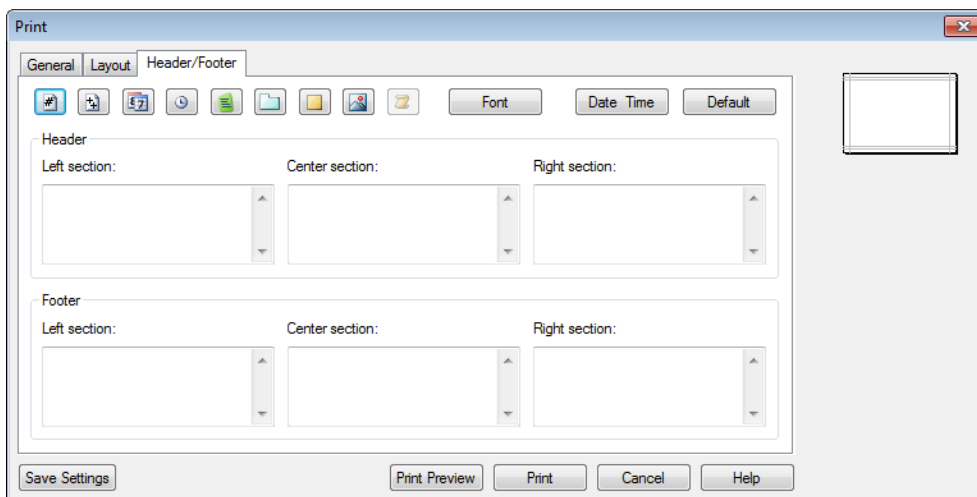 Print
General Layout Header/Footer
# 7 Font Date Time Default
Header
Left section: Center section: Right section:
Footer
Left section: Center section: Right section:
Save Settings Print Preview Print Cancel Help